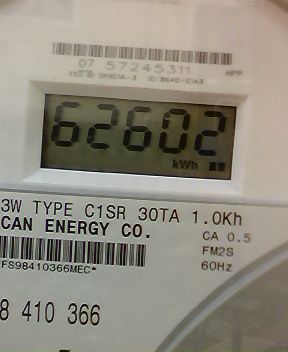 07 57245311
HPP
62602
kWh
3W TYPE C1SR 30TA 1.0Kh
CAN ENERGY CO.
CA 0.5
FM2S
60Hz
FS98410366MEC*
8 410 366